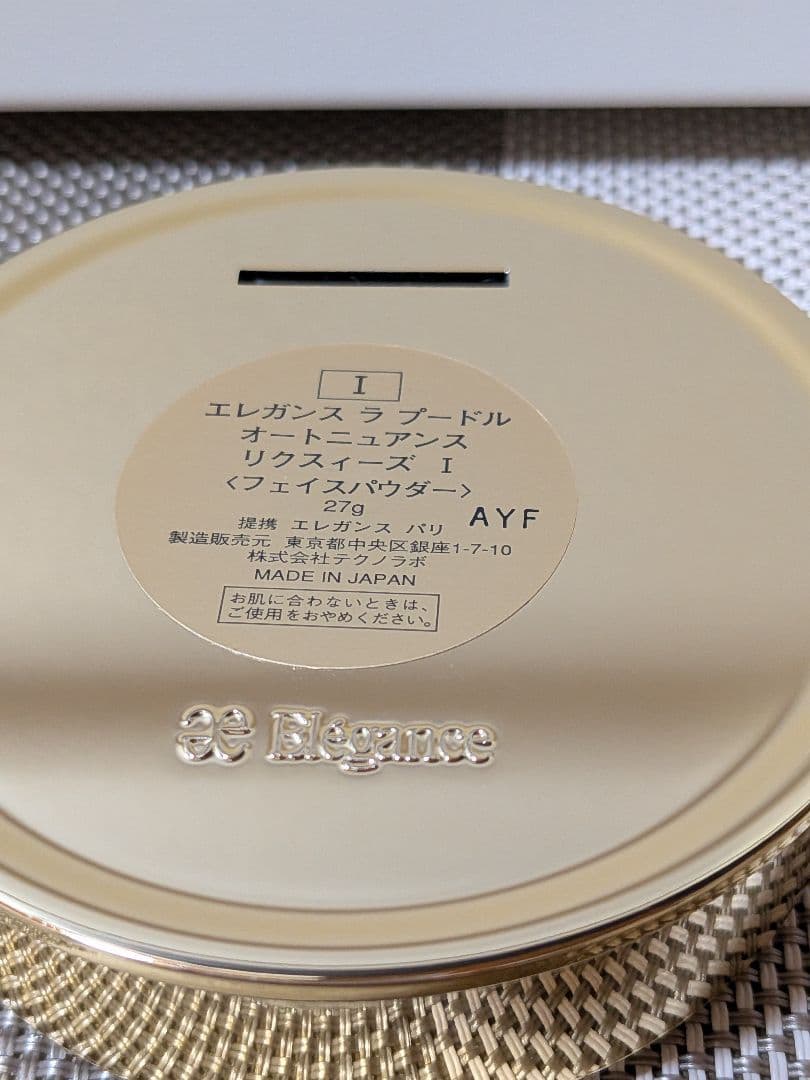 I
エレガンス ラ プードル
オートニュアンス
リクスィーズ I
〈フェイスパウダー〉
27g
AYF
提携 エレガンス パリ
製造販売元 東京都中央区銀座1-7-10
株式会社テクノラボ
MADE IN JAPAN
お肌に合わないときは、
ご使用をおやめください。
æ Elégance